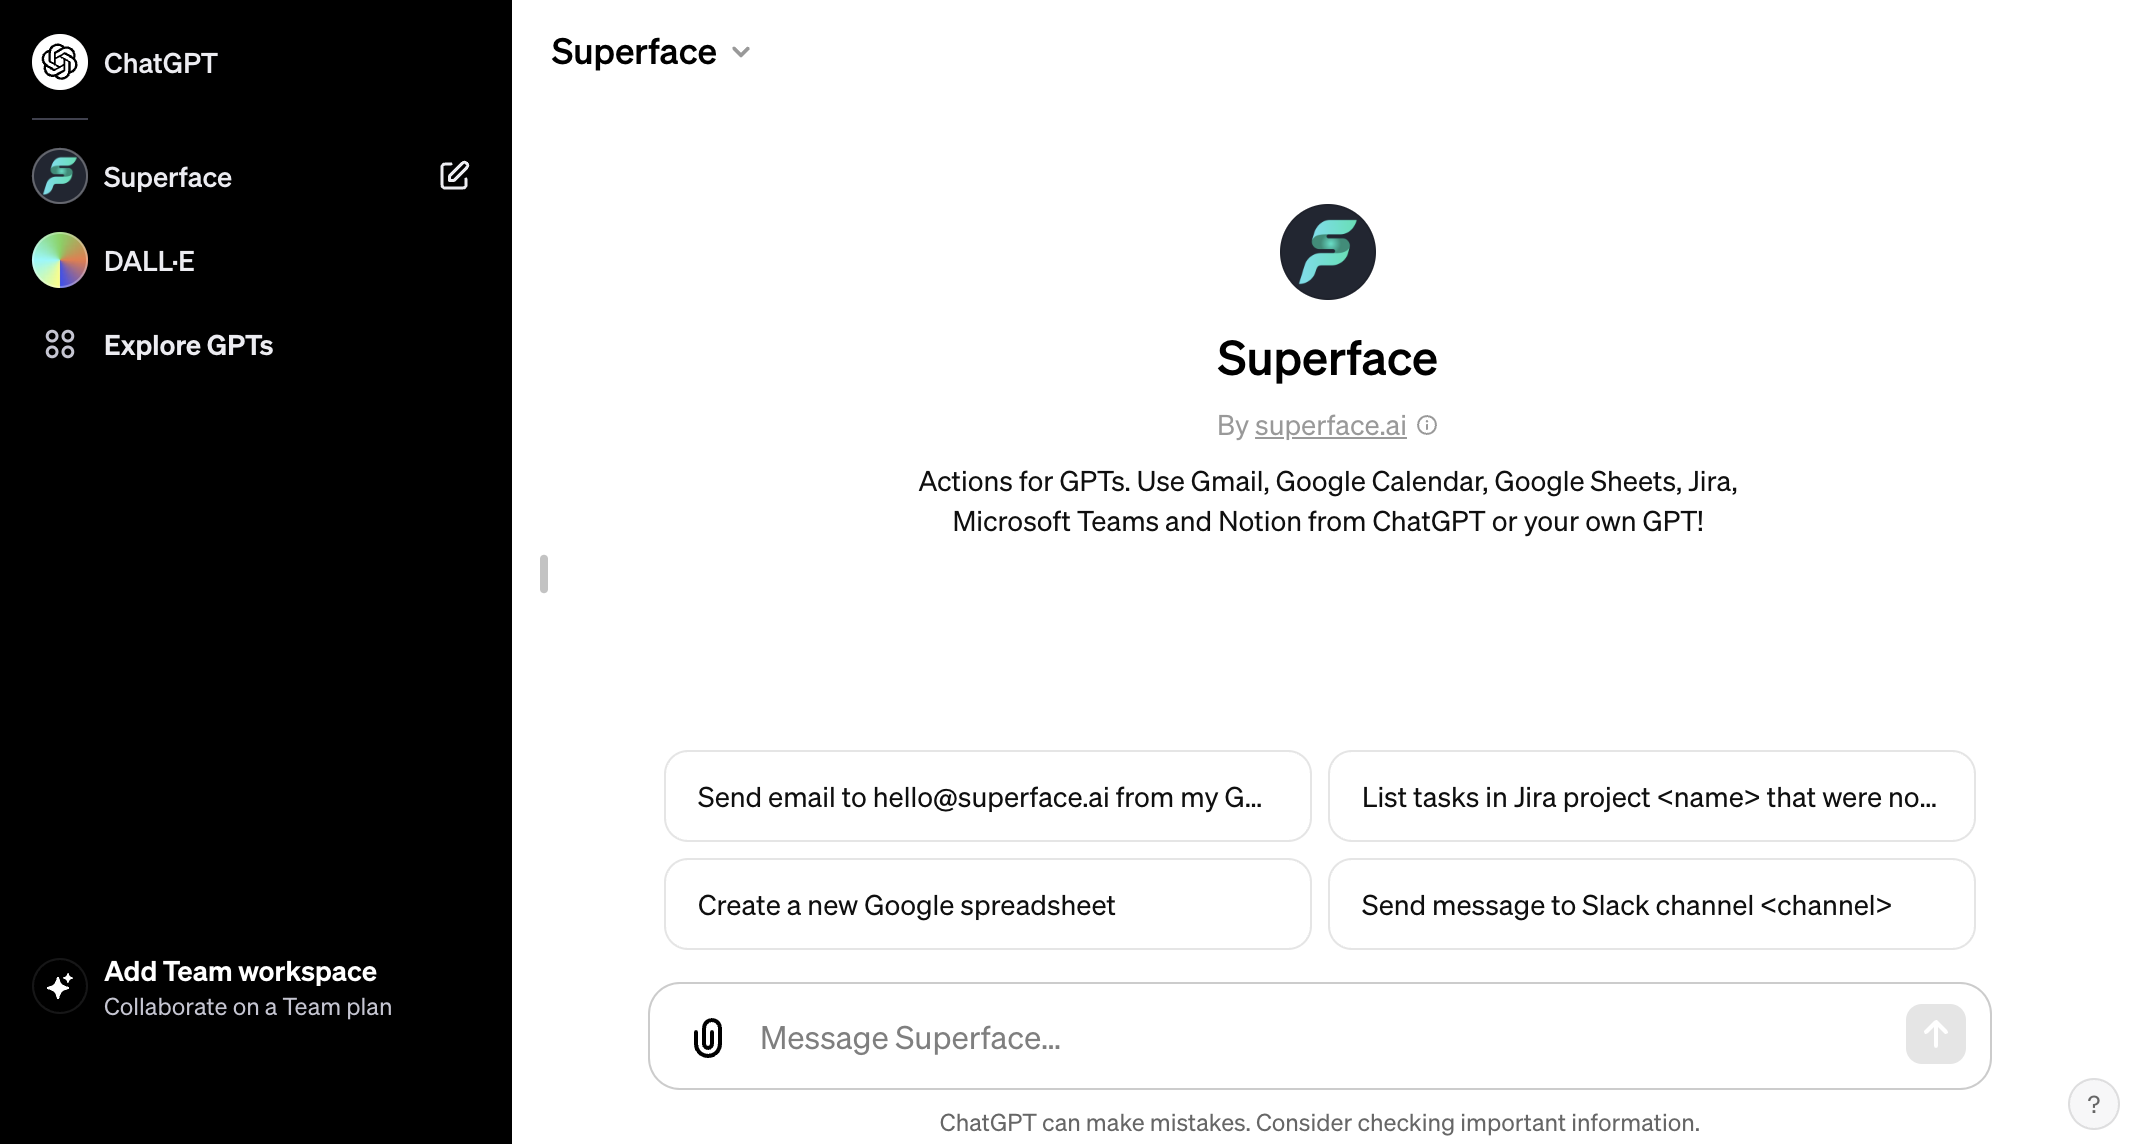 ChatGPT
Superface
DALL·E
Explore GPTs
Add Team workspace
Collaborate on a Team plan
Superface
Superface
By superface.ai
Actions for GPTs. Use Gmail, Google Calendar, Google Sheets, Jira,
Microsoft Teams and Notion from ChatGPT or your own GPT!
Send email to hello@superface.ai from my G...
List tasks in Jira project <name> that were no...
Create a new Google spreadsheet
Send message to Slack channel <channel>
Message Superface...
ChatGPT can make mistakes. Consider checking important information.
?